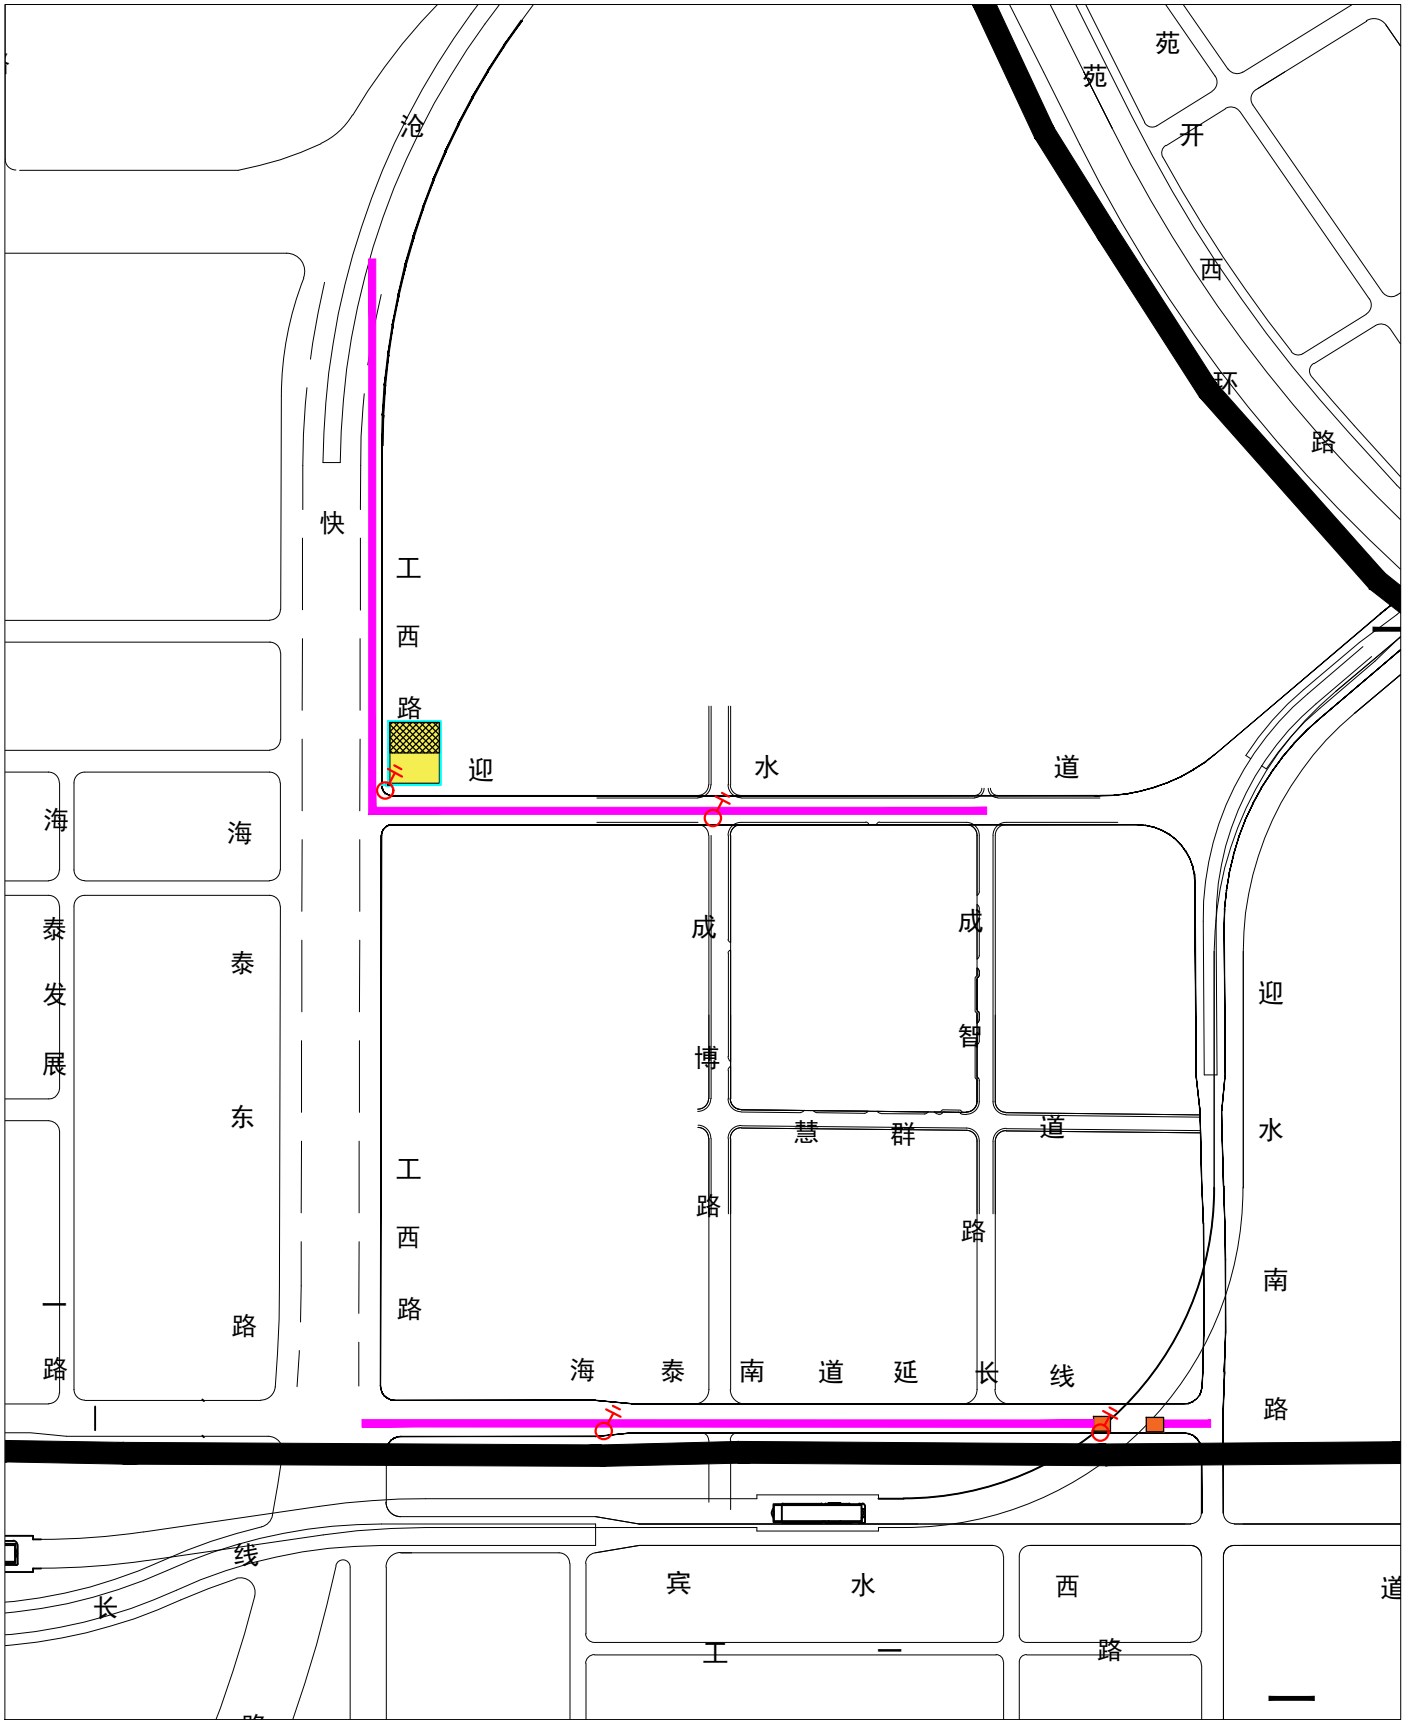 沧
快
苑
苑
开
西
环
路
工西路
迎水道
海泰发展一路
海泰东路
成博路
成智路
慧群道
迎水南路
工西路
海泰南道延长线
一
线
长
宾水西道
工一路
一